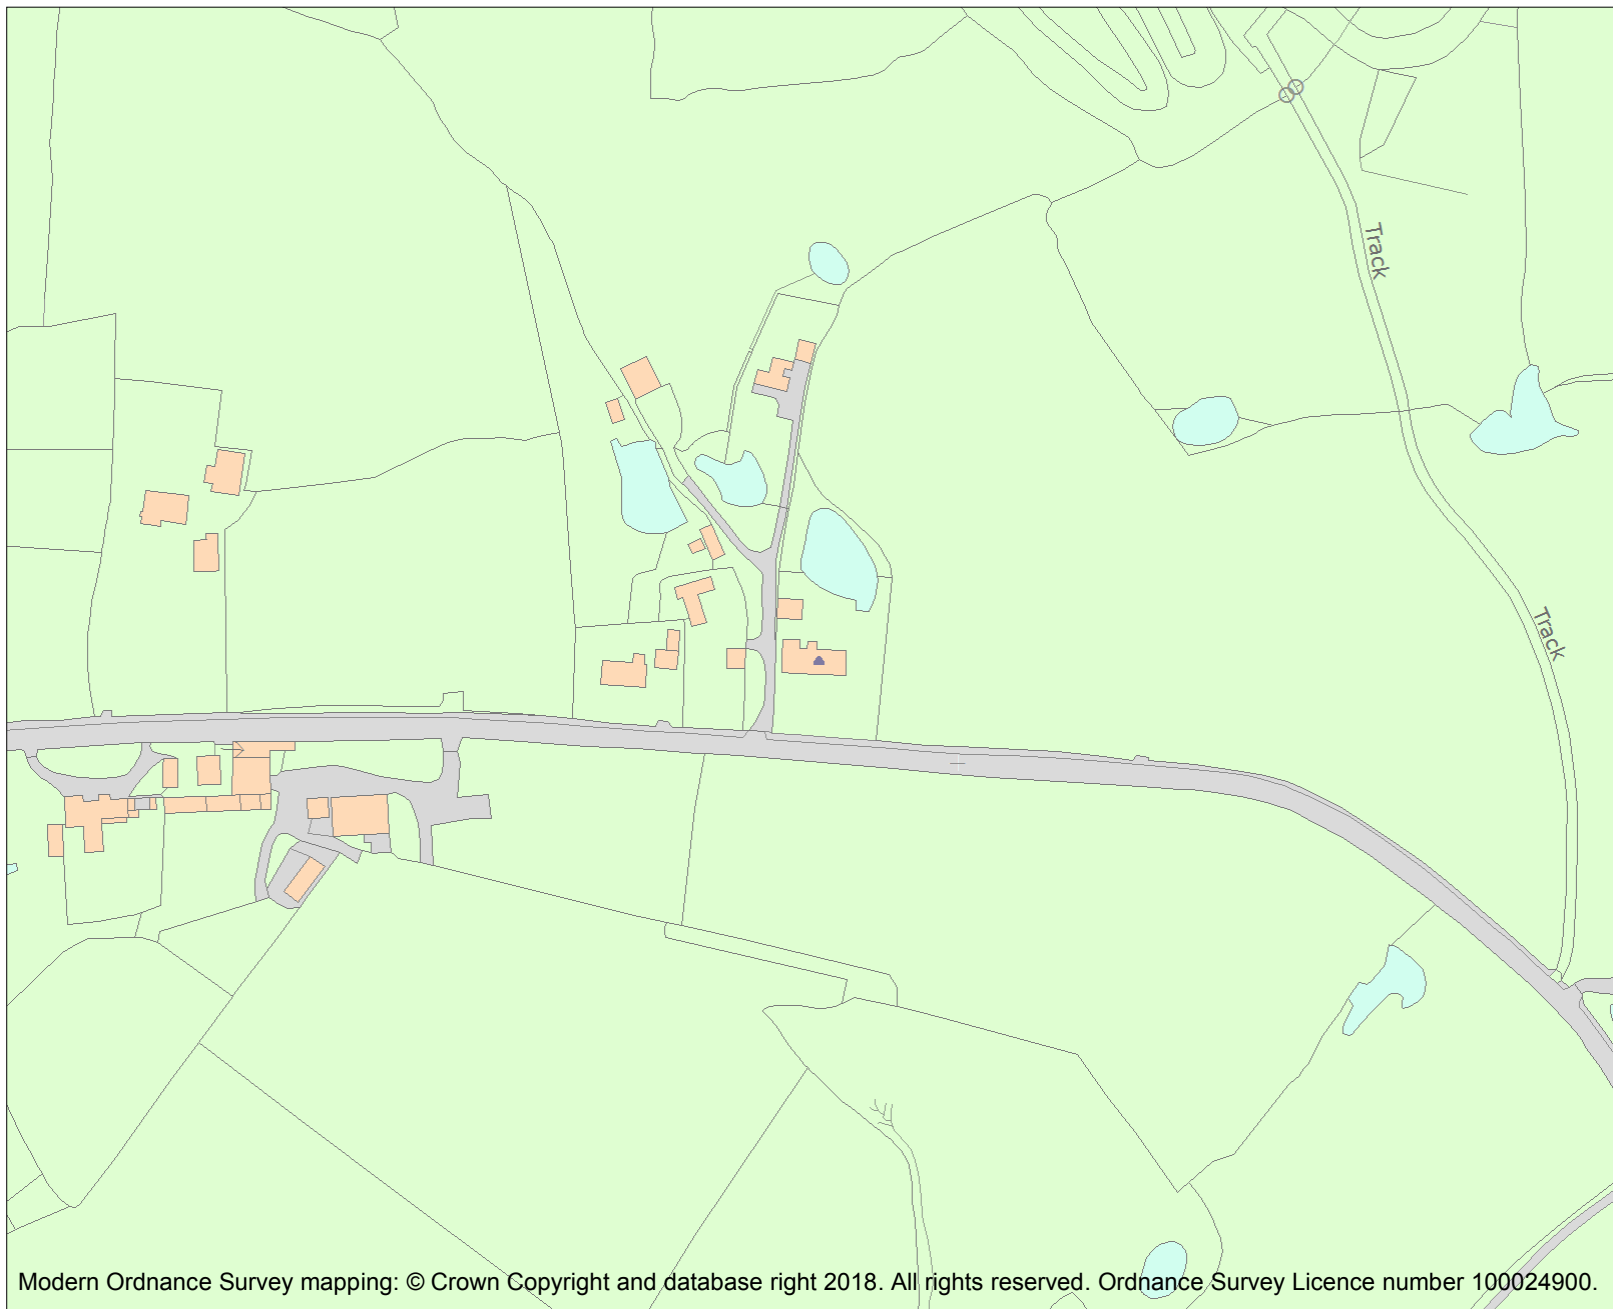 Track
Track
Modern Ordnance Survey mapping: © Crown Copyright and database right 2018. All rights reserved. Ordnance Survey Licence number 100024900.